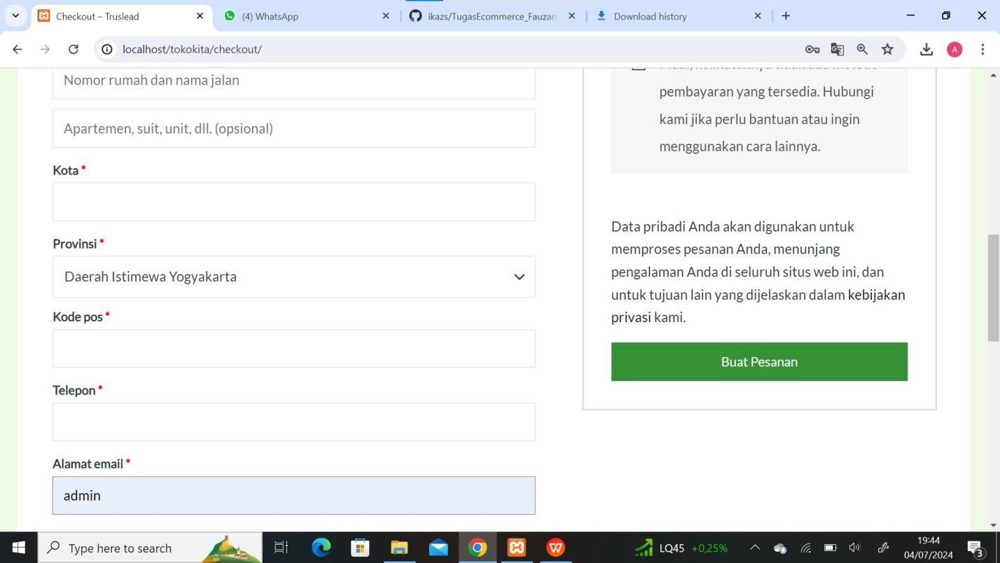 Checkout – Truslead
(4) WhatsApp
ikazs/TugasEcommerce_Fauzan
Download history
localhost/tokokita/checkout/
A
Nomor rumah dan nama jalan
Apartemen, suit, unit, dll. (opsional)
Kota *
Provinsi *
Daerah Istimewa Yogyakarta
Kode pos *
Telepon *
Alamat email *
admin
pembayaran yang tersedia. Hubungi
kami jika perlu bantuan atau ingin
menggunakan cara lainnya.
Data pribadi Anda akan digunakan untuk
memproses pesanan Anda, menunjang
pengalaman Anda di seluruh situs web ini, dan
untuk tujuan lain yang dijelaskan dalam kebijakan
privasi kami.
Buat Pesanan
Type here to search
LQ45 +0,25%
19:44
04/07/2024
3